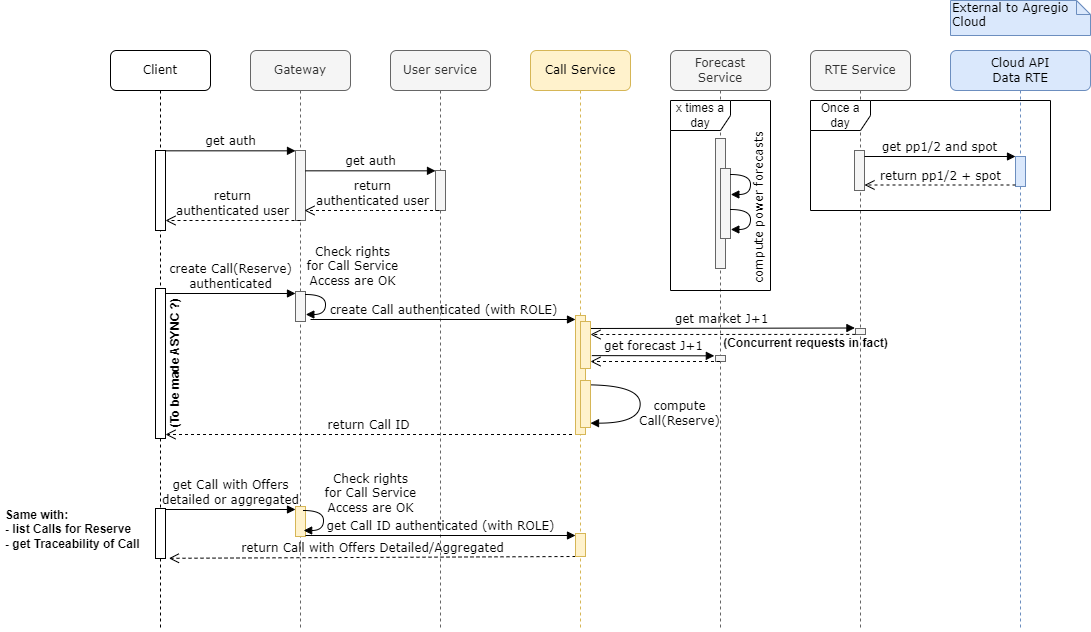 External to Agregio
Cloud
Client
Gateway
User service
Call Service
Forecast
Service
RTE Service
Cloud API
Data RTE
x times a
day
Once a
day
get auth
get auth
return
authenticated user
return
authenticated user
compute power forecasts
get pp1/2 and spot
return pp1/2 + spot
create Call(Reserve)
authenticated
Check rights
for Call Service
Access are OK
create Call authenticated (with ROLE)
(To be made ASYNC ?)
get market J+1
(Concurrent requests in fact)
get forecast J+1
compute
Call(Reserve)
return Call ID
get Call with Offers
detailed or aggregated
Check rights
for Call Service
Access are OK
get Call ID authenticated (with ROLE)
Same with:
- list Calls for Reserve
- get Traceability of Call
return Call with Offers Detailed/Aggregated